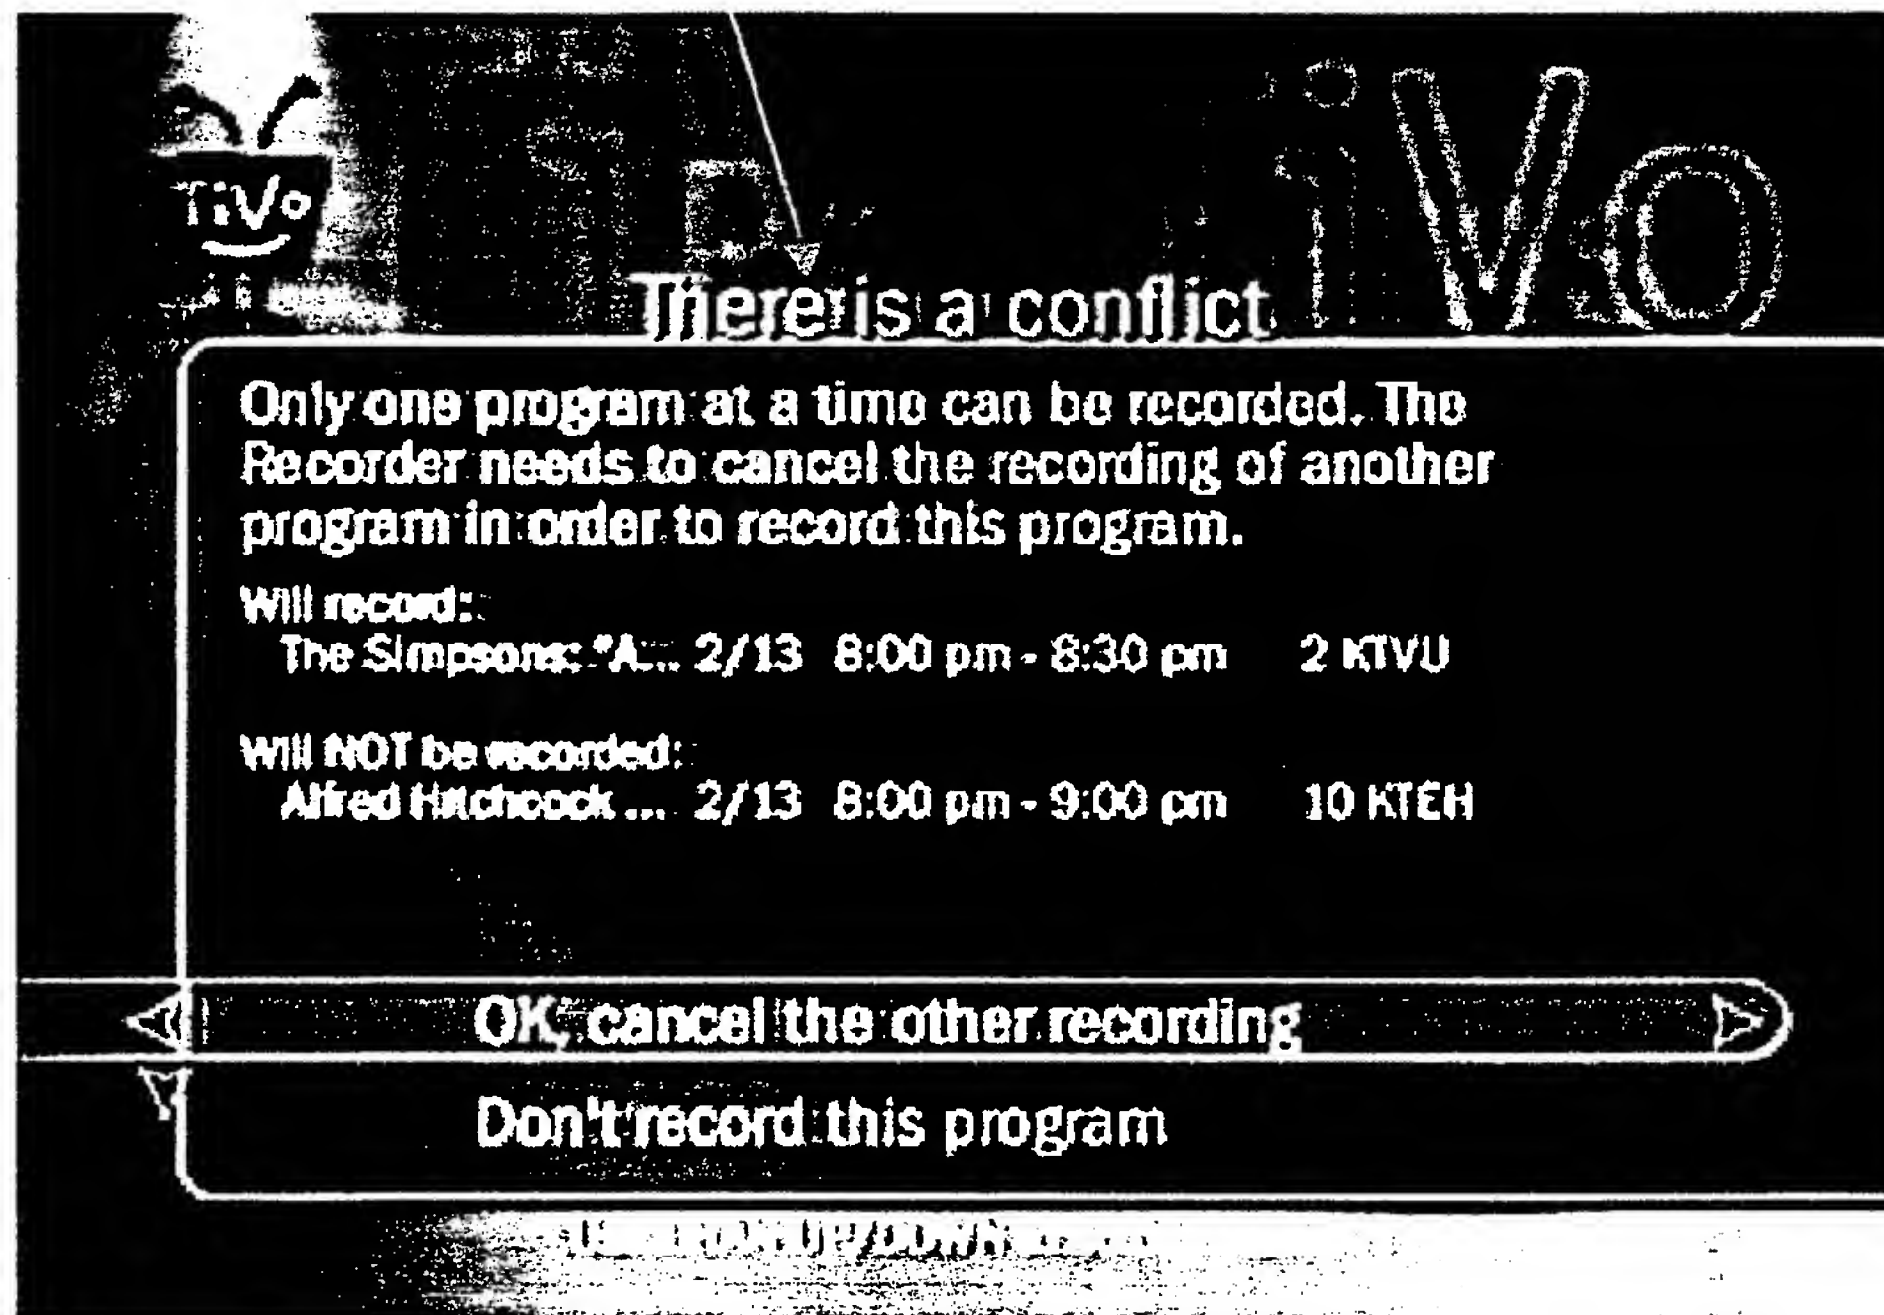 TiVo
iVo
There is a conflict
Only one program at a time can be recorded. The
Recorder needs to cancel the recording of another
program in order to record this program.
Will record:
The Simpsons: "A... 2/13 8:00 pm - 8:30 pm 2 KTVU
Will NOT be recorded:
Alfred Hitchcock ... 2/13 8:00 pm - 9:00 pm 10 KTEH
OK, cancel the other recording
Don't record this program
UP/DOWN